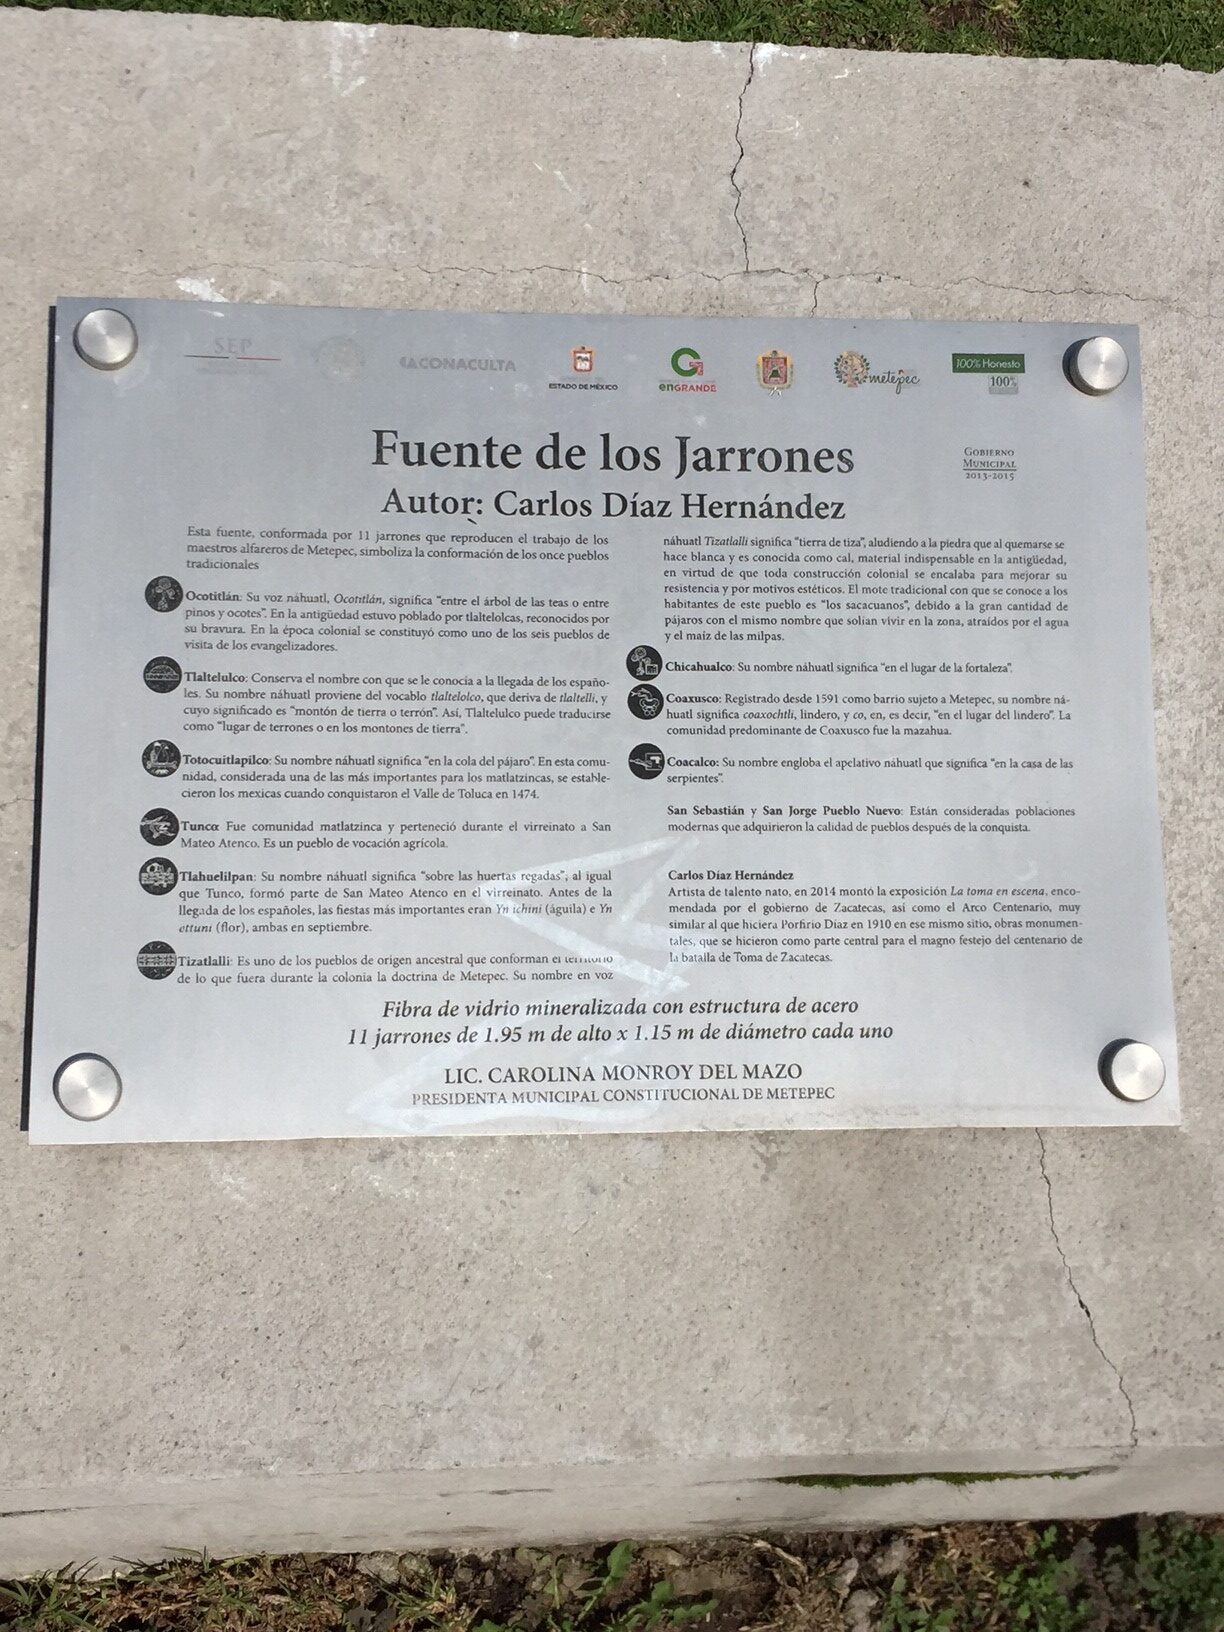 SEP
CONACULTA
ESTADO DE MÉXICO
enGRANDE
metepec
100% Honesto
100%
Fuente de los Jarrones
GOBIERNO
MUNICIPAL
2013-2015
Autor: Carlos Díaz Hernández
Esta fuente, conformada por 11 jarrones que reproducen el trabajo de los
maestros alfareros de Metepec, simboliza la conformación de los once pueblos
tradicionales
Ocotitlán: Su voz náhuatl, Ocotitlán, significa “entre el árbol de las teas o entre
pinos y ocotes”. En la antigüedad estuvo poblado por tlaltelolcas, reconocidos por
su bravura. En la época colonial se constituyó como uno de los seis pueblos de
visita de los evangelizadores.
Tlaltelulco: Conserva el nombre con que se le conocía a la llegada de los españo-
les. Su nombre náhuatl proviene del vocablo tlaltelolco, que deriva de tlaltelli, y
cuyo significado es “montón de tierra o terrón”. Así, Tlaltelulco puede traducirse
como “lugar de terrones o en los montones de tierra”.
Totocuitlapilco: Su nombre náhuatl significa “en la cola del pájaro”. En esta comu-
nidad, considerada una de las más importantes para los matlatzincas, se estable-
cieron los mexicas cuando conquistaron el Valle de Toluca en 1474.
Tunco: Fue comunidad matlatzinca y perteneció durante el virreinato a San
Mateo Atenco. Es un pueblo de vocación agrícola.
Tlahuelilpan: Su nombre náhuatl significa “sobre las huertas regadas”, al igual
que Tunco, formó parte de San Mateo Atenco en el virreinato. Antes de la
llegada de los españoles, las fiestas más importantes eran Yn ichini (águila) e Yn
ettuni (flor), ambas en septiembre.
Tizatlalli: Es uno de los pueblos de origen ancestral que conforman el territorio
de lo que fuera durante la colonia la doctrina de Metepec. Su nombre en voz
náhuatl Tizatlalli significa “tierra de tiza”, aludiendo a la piedra que al quemarse se
hace blanca y es conocida como cal, material indispensable en la antigüedad,
en virtud de que toda construcción colonial se encalaba para mejorar su
resistencia y por motivos estéticos. El mote tradicional con que se conoce a los
habitantes de este pueblo es “los sacacuanos”, debido a la gran cantidad de
pájaros con el mismo nombre que solían vivir en la zona, atraídos por el agua
y el maíz de las milpas.
Chicahualco: Su nombre náhuatl significa “en el lugar de la fortaleza”.
Coaxusco: Registrado desde 1591 como barrio sujeto a Metepec, su nombre ná-
huatl significa coaxochtli, lindero, y co, en, es decir, “en el lugar del lindero”. La
comunidad predominante de Coaxusco fue la mazahua.
Coacalco: Su nombre engloba el apelativo náhuatl que significa “en la casa de las
serpientes”.
San Sebastián y San Jorge Pueblo Nuevo: Están consideradas poblaciones
modernas que adquirieron la calidad de pueblos después de la conquista.
Carlos Díaz Hernández
Artista de talento nato, en 2014 montó la exposición La toma en escena, enco-
mendada por el gobierno de Zacatecas, así como el Arco Centenario, muy
similar al que hiciera Porfirio Díaz en 1910 en ese mismo sitio, obras monumen-
tales, que se hicieron como parte central para el magno festejo del centenario de
la batalla de Toma de Zacatecas.
Fibra de vidrio mineralizada con estructura de acero
11 jarrones de 1.95 m de alto x 1.15 m de diámetro cada uno
LIC. CAROLINA MONROY DEL MAZO
PRESIDENTA MUNICIPAL CONSTITUCIONAL DE METEPEC